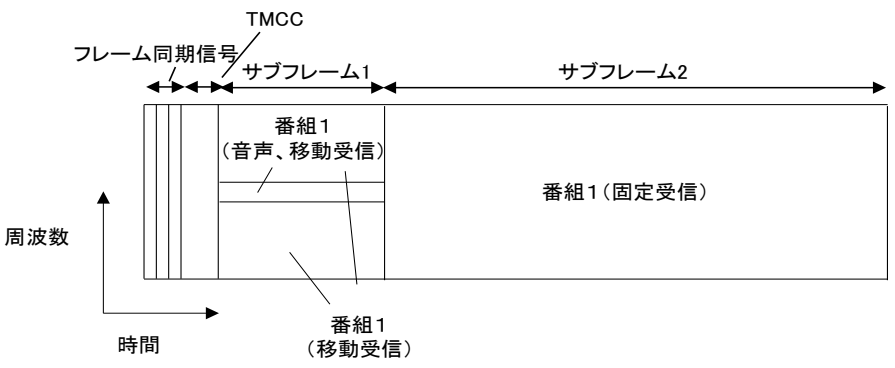 TMCC
フレーム同期信号
サブフレーム1
サブフレーム2
番組1
(音声、移動受信)
番組1(固定受信)
周波数
時間
番組1
(移動受信)